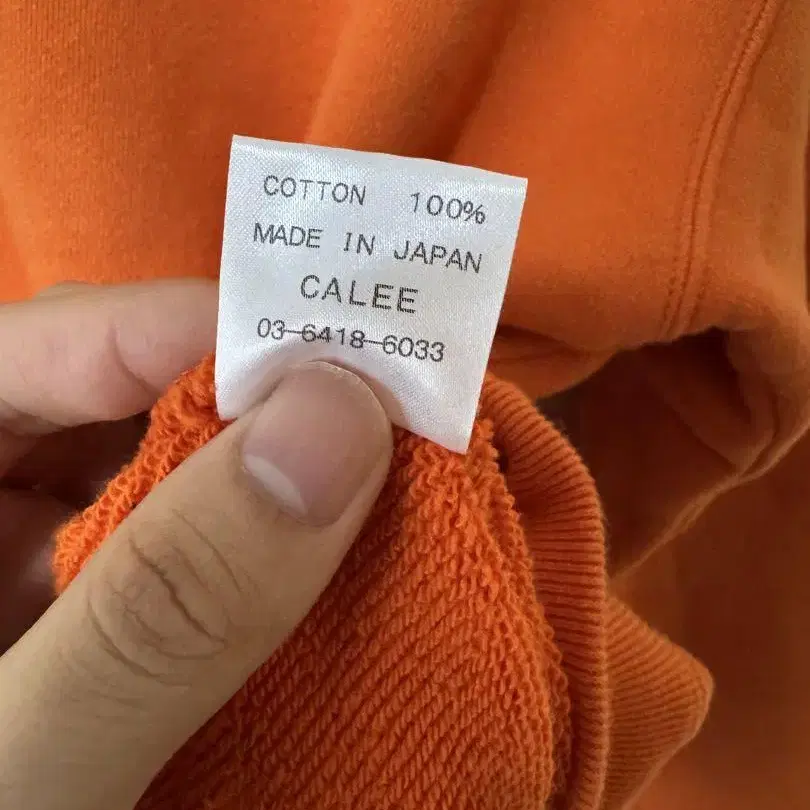 COTTON 100%
MADE IN JAPAN
CALEE
03-6418-6033